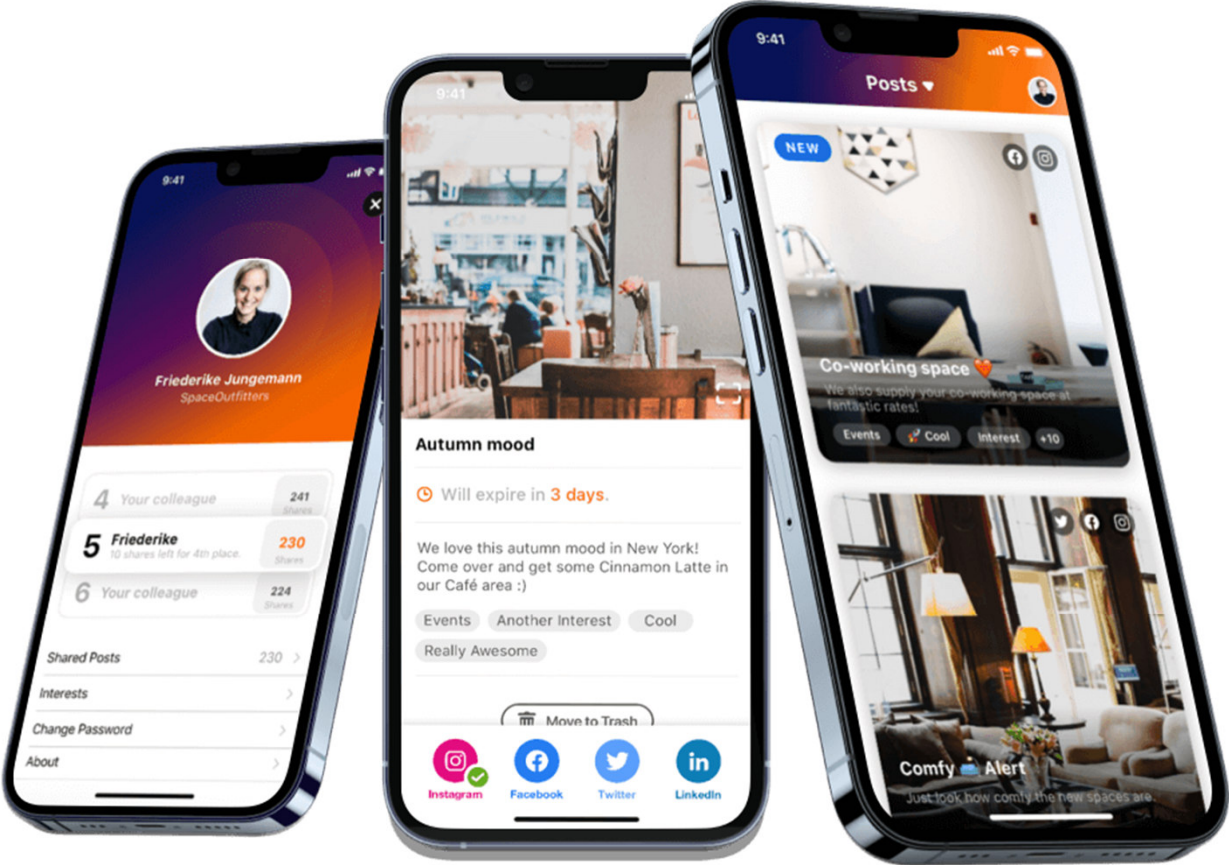 9:41
Friederike Jungemann
SpaceOutfitters
4 Your colleague 241
Shares
5 Friederike 230
10 shares left for 4th place. Shares
6 Your colleague 224
Shares
Shared Posts 230
Interests
Change Password
About
9:41
Autumn mood
Will expire in 3 days.
We love this autumn mood in New York!
Come over and get some Cinnamon Latte in
our Café area :)
Events Another Interest Cool
Really Awesome
Move to Trash
Instagram Facebook Twitter LinkedIn
9:41
Posts
NEW
Co-working space 🧡
We also supply your co-working space at
fantastic rates!
Events 🚀 Cool Interest +10
Comfy 🛋️ Alert
Just look how comfy the new spaces are.